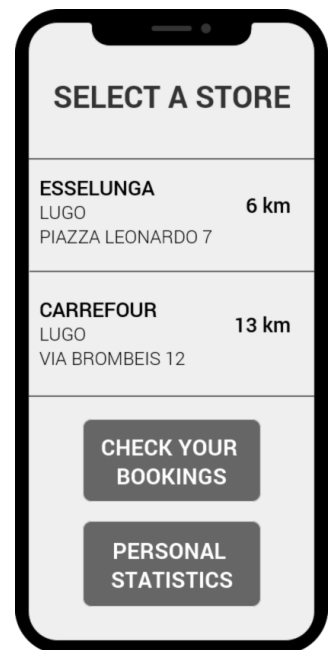 SELECT A STORE
ESSELUNGA
LUGO
PIAZZA LEONARDO 7
6 km
CARREFOUR
LUGO
VIA BROMBEIS 12
13 km
CHECK YOUR
BOOKINGS
PERSONAL
STATISTICS